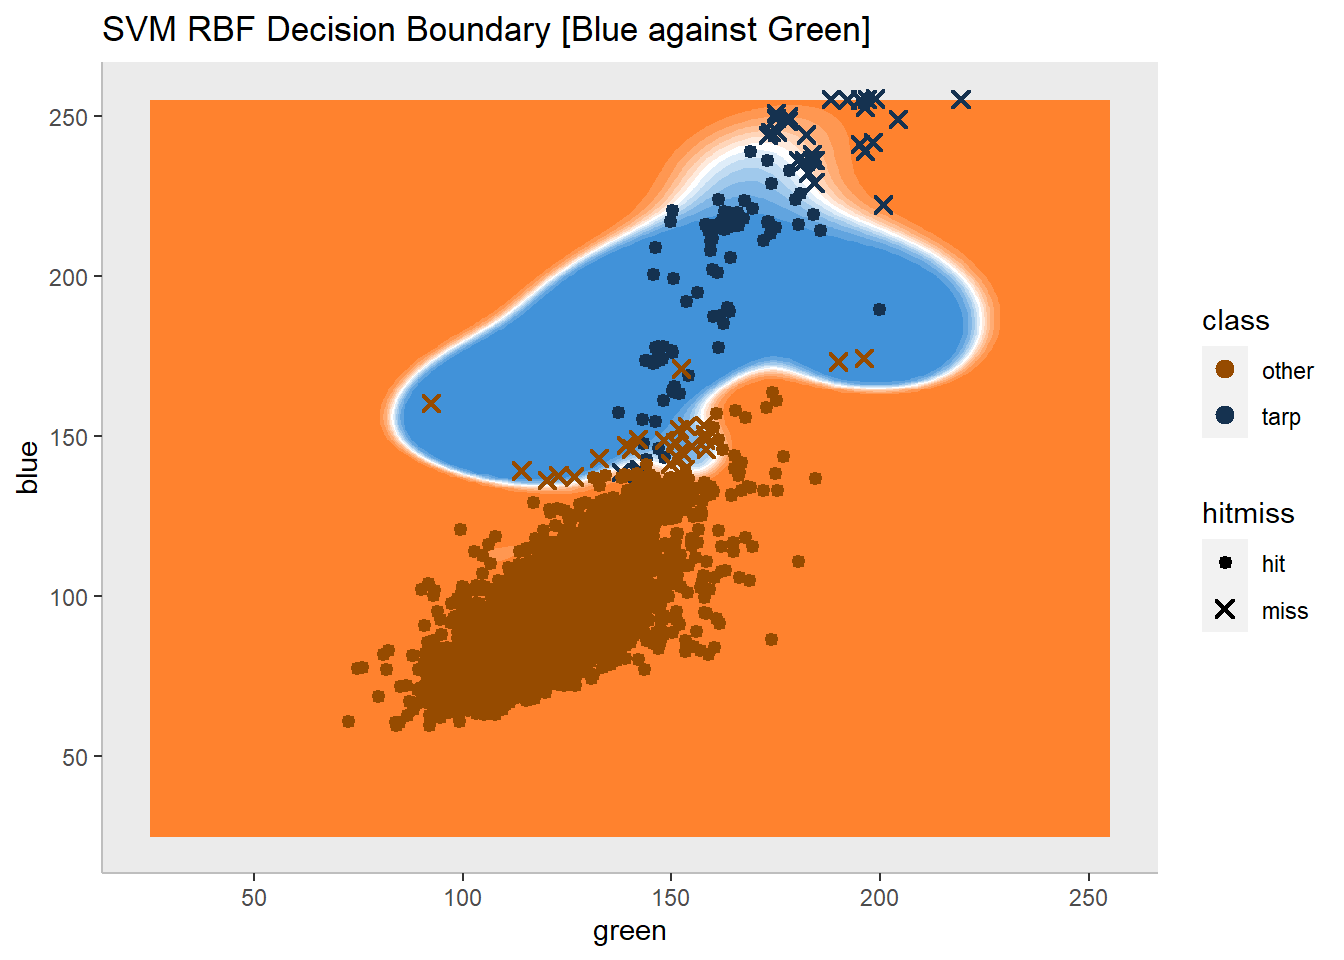 SVM RBF Decision Boundary [Blue against Green]
250
200
150
100
50
blue
50
100
150
200
250
green
class
other
tarp
hitmiss
hit
miss